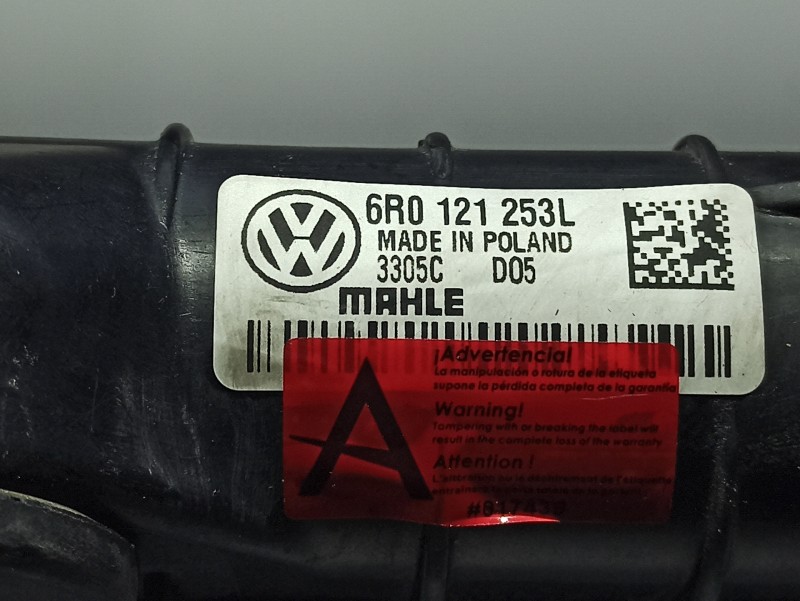 6R0 121 253L
MADE IN POLAND
3305C D05
MAHLE
¡Advertencia!
La manipulación o rotura de la etiqueta
supone la pérdida completa de la garantía
Warning!
Tampering with or breaking the label will
result in the complete loss of the warranty
Attention !